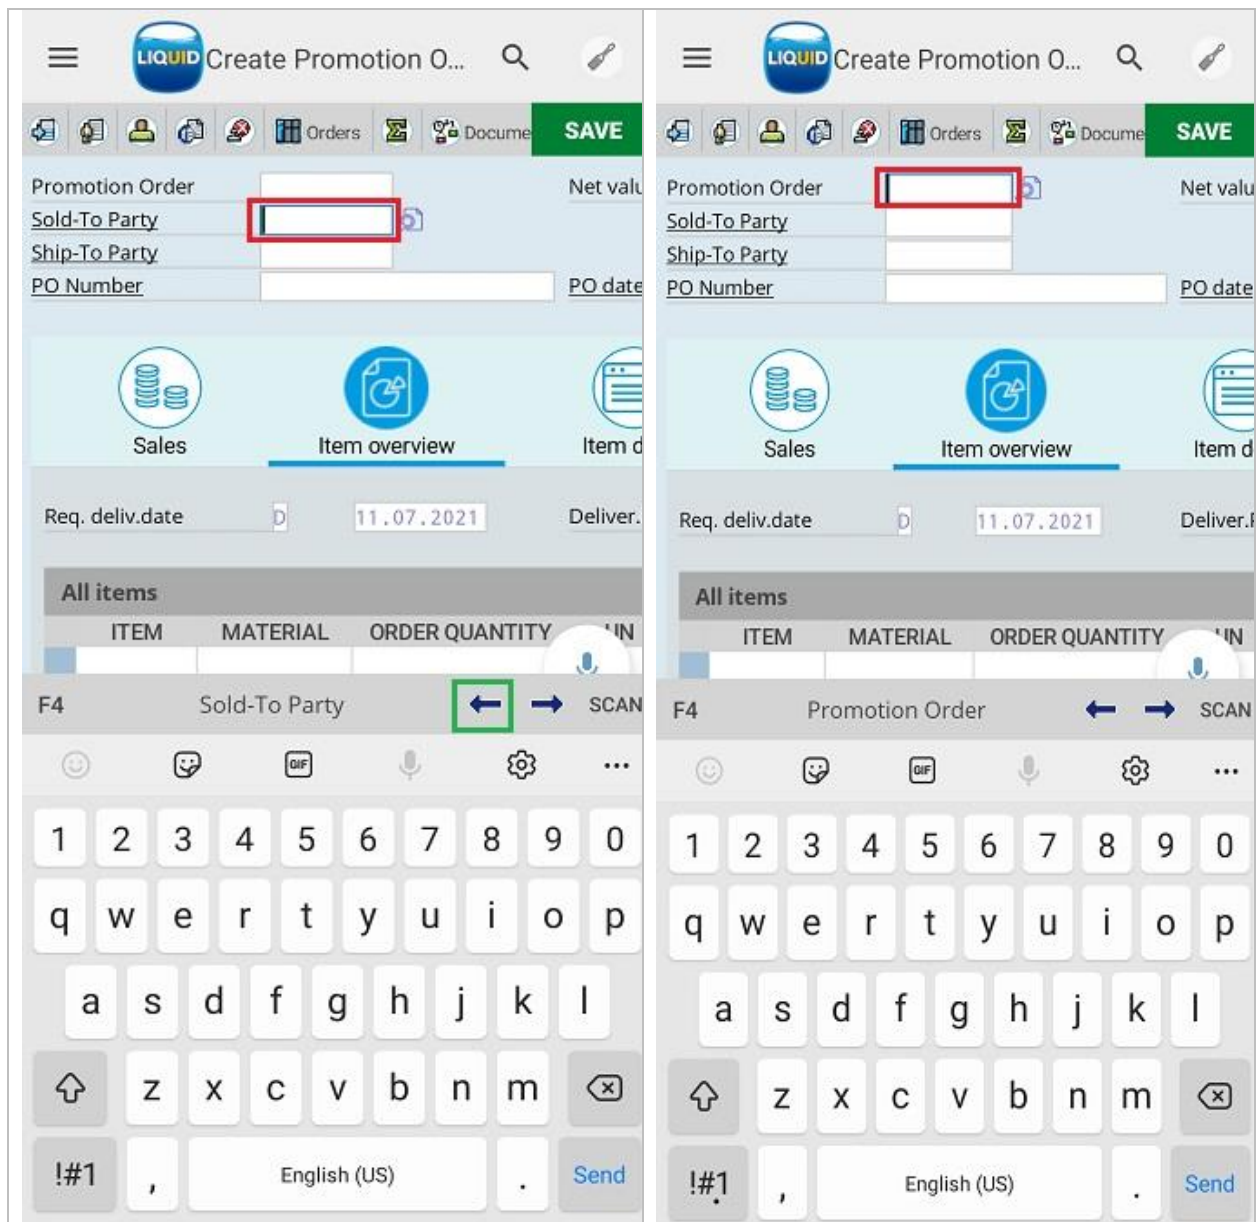 LIQUID Create Promotion O...
Orders Docume SAVE
Promotion Order Net valu
Sold-To Party
Ship-To Party
PO Number PO date
Sales Item overview Item d
Req. deliv.date D 11.07.2021 Deliver.
All items
ITEM MATERIAL ORDER QUANTITY UN
F4 Sold-To Party SCAN
GIF
1 2 3 4 5 6 7 8 9 0
q w e r t y u i o p
a s d f g h j k l
z x c v b n m
!#1 , English (US) . Send
LIQUID Create Promotion O...
Orders Docume SAVE
Promotion Order Net valu
Sold-To Party
Ship-To Party
PO Number PO date
Sales Item overview Item d
Req. deliv.date D 11.07.2021 Deliver.
All items
ITEM MATERIAL ORDER QUANTITY UN
F4 Promotion Order SCAN
GIF
1 2 3 4 5 6 7 8 9 0
q w e r t y u i o p
a s d f g h j k l
z x c v b n m
!#1 , English (US) . Send